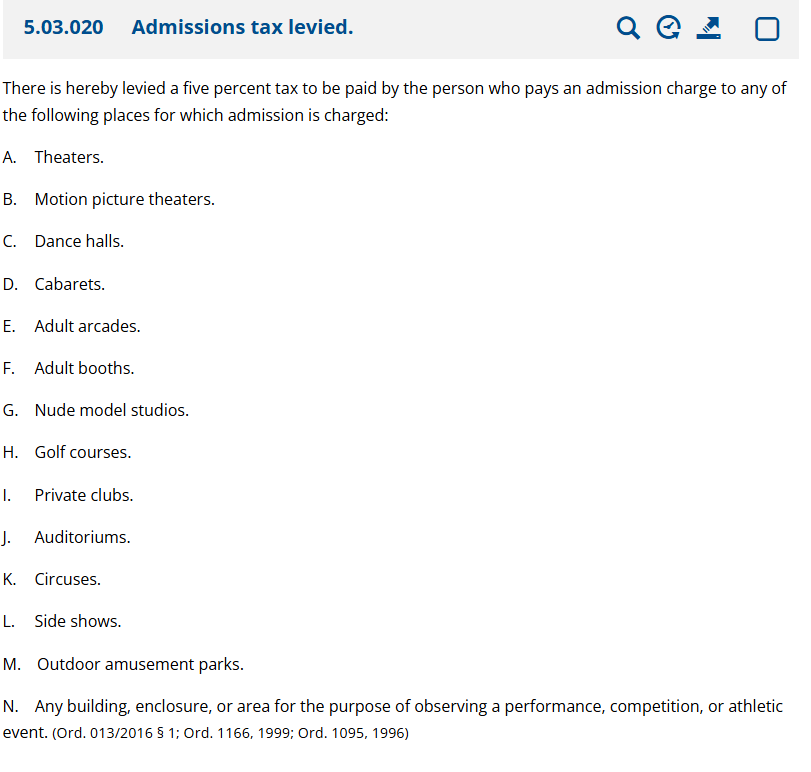 5.03.020 Admissions tax levied.
There is hereby levied a five percent tax to be paid by the person who pays an admission charge to any of
the following places for which admission is charged:
A. Theaters.
B. Motion picture theaters.
C. Dance halls.
D. Cabarets.
E. Adult arcades.
F. Adult booths.
G. Nude model studios.
H. Golf courses.
I. Private clubs.
J. Auditoriums.
K. Circuses.
L. Side shows.
M. Outdoor amusement parks.
N. Any building, enclosure, or area for the purpose of observing a performance, competition, or athletic
event. (Ord. 013/2016 § 1; Ord. 1166, 1999; Ord. 1095, 1996)